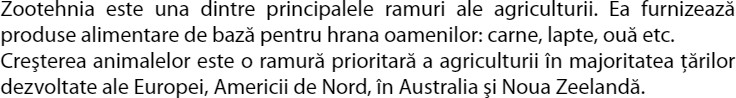 Zootehnia este una dintre principalele ramuri ale agriculturii. Ea furnizează
produse alimentare de bază pentru hrana oamenilor: carne, lapte, ouă etc.
Creşterea animalelor este o ramură prioritară a agriculturii în majoritatea ţărilor
dezvoltate ale Europei, Americii de Nord, în Australia şi Noua Zeelandă.